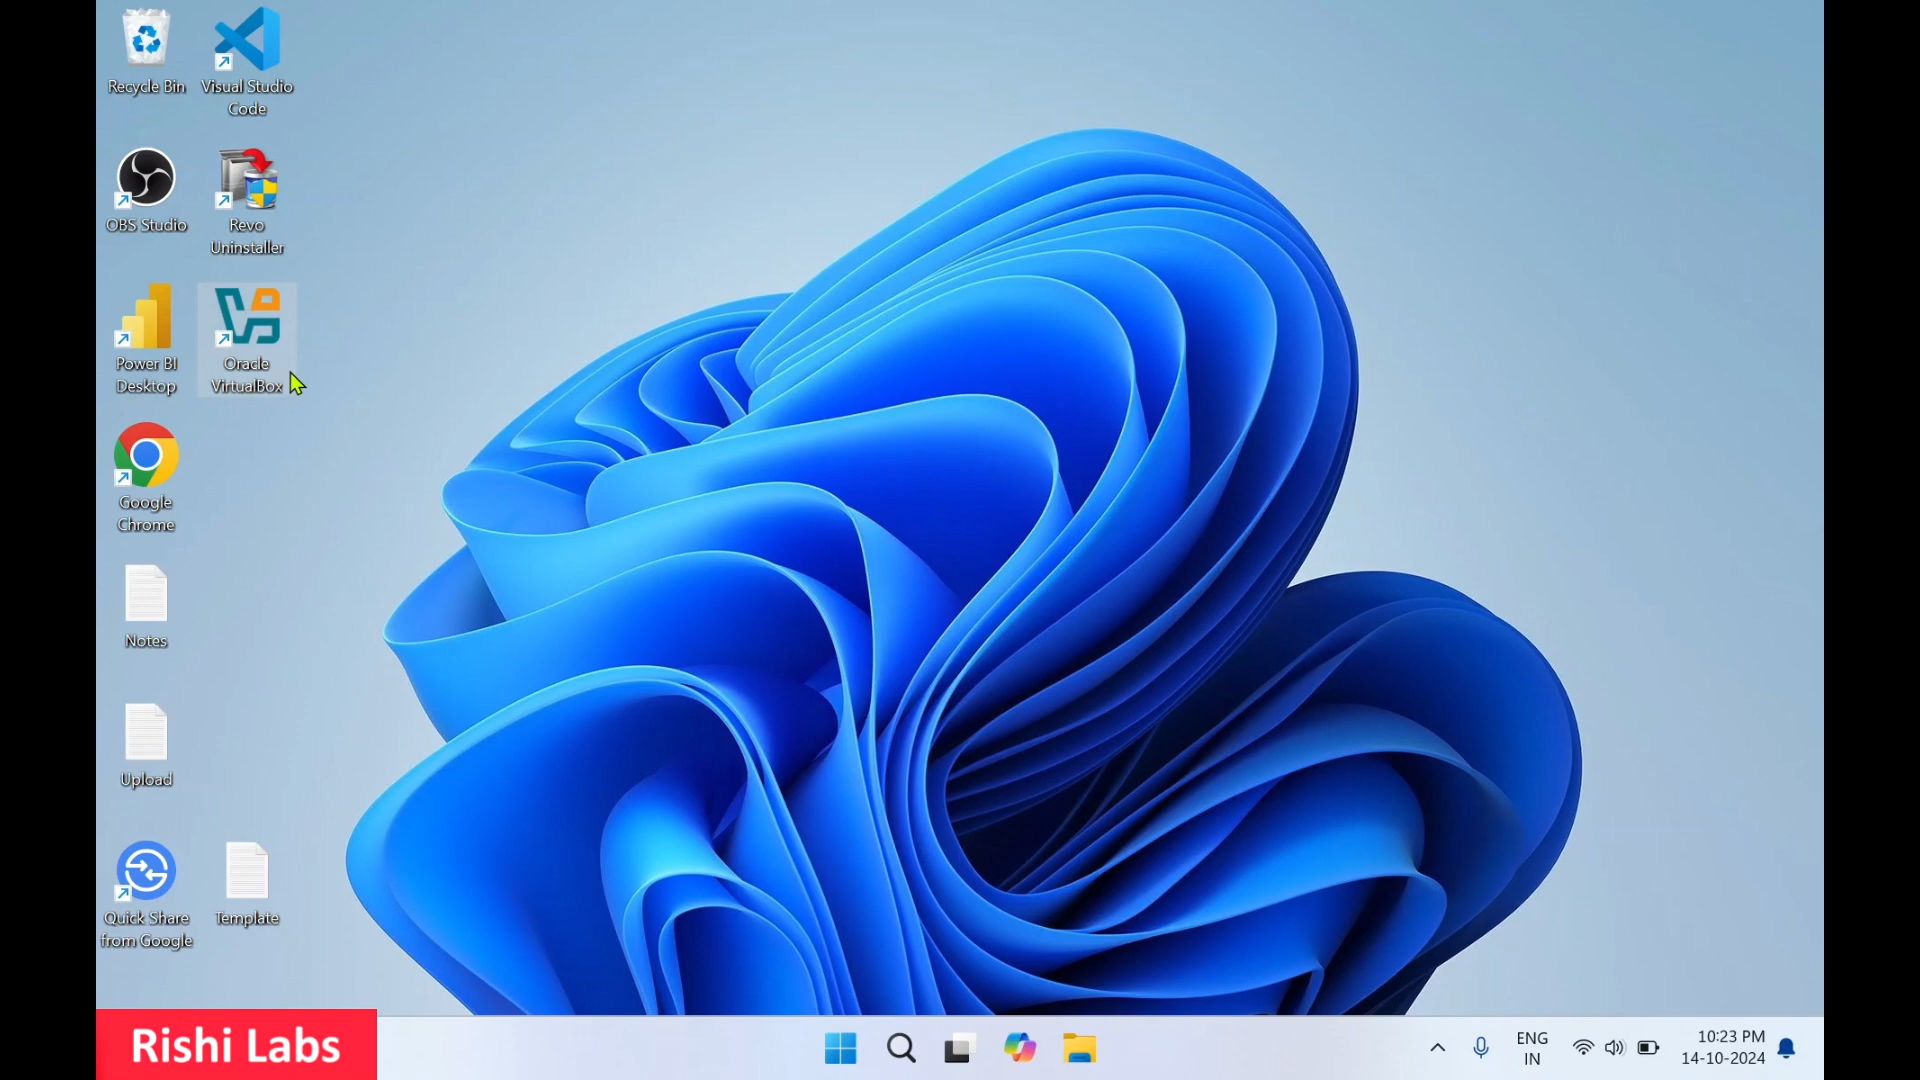 Recycle Bin
Visual Studio
Code
OBS Studio
Revo
Uninstaller
Power BI
Desktop
Oracle
VirtualBox
Google
Chrome
Notes
Upload
Quick Share
from Google
Template
Rishi Labs
ENG
IN
10:23 PM
14-10-2024